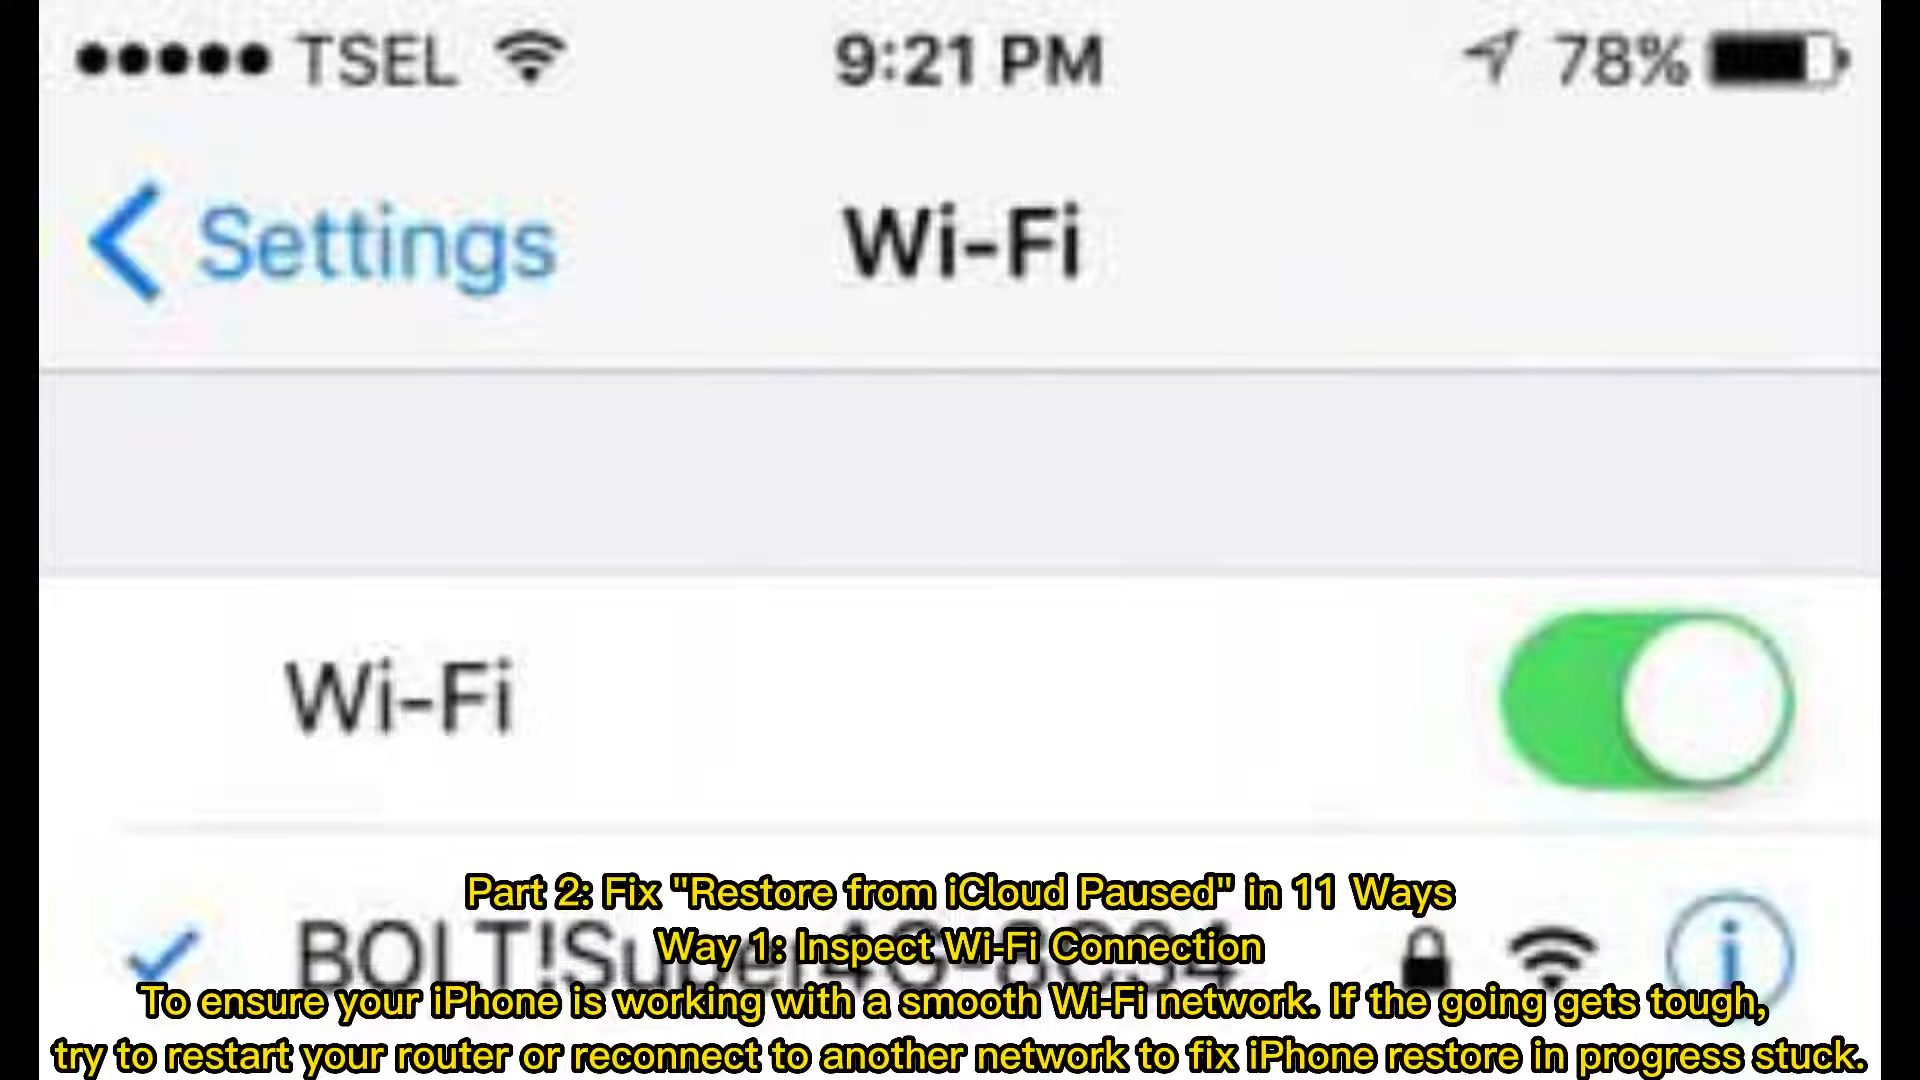 TSEL 9:21 PM 78%
Settings Wi-Fi
Wi-Fi
Part 2: Fix "Restore from iCloud Paused" in 11 Ways
BOLT!Super4G-8C34
Way 1: Inspect Wi-Fi Connection
To ensure your iPhone is working with a smooth Wi-Fi network. If the going gets tough,
try to restart your router or reconnect to another network to fix iPhone restore in progress stuck.